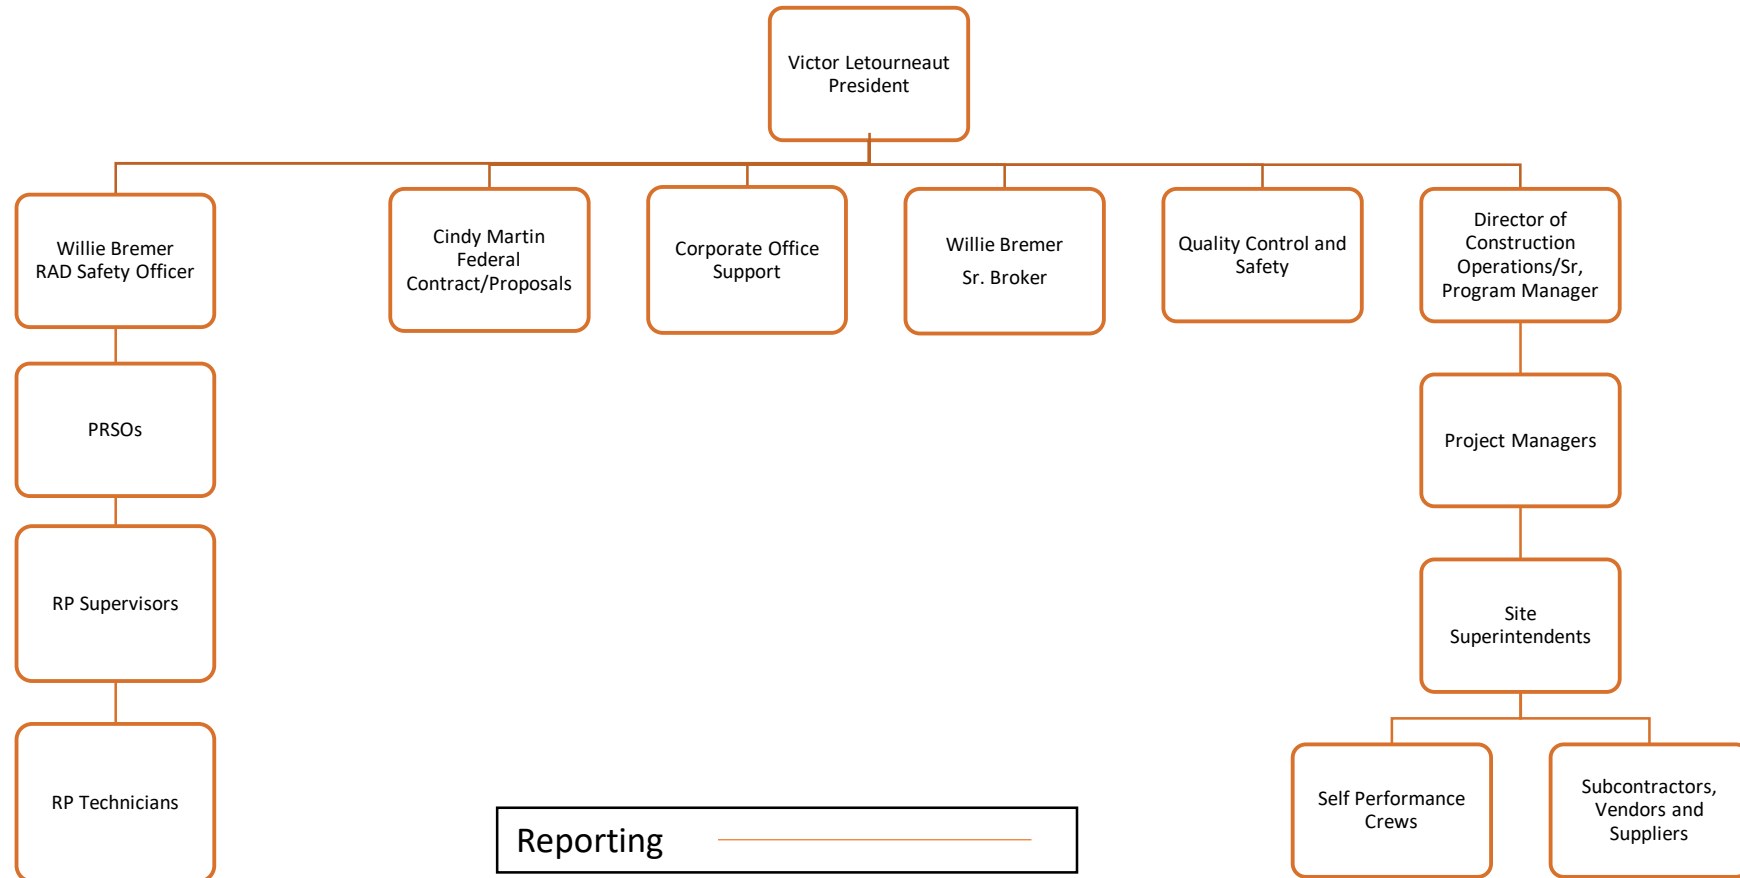 Victor Letourneaut
President
Willie Bremer
RAD Safety Officer
Cindy Martin
Federal
Contract/Proposals
Corporate Office
Support
Willie Bremer
Sr. Broker
Quality Control and
Safety
Director of
Construction
Operations/Sr,
Program Manager
PRSOs
Project Managers
RP Supervisors
Site
Superintendents
RP Technicians
Self Performance
Crews
Subcontractors,
Vendors and
Suppliers
Reporting